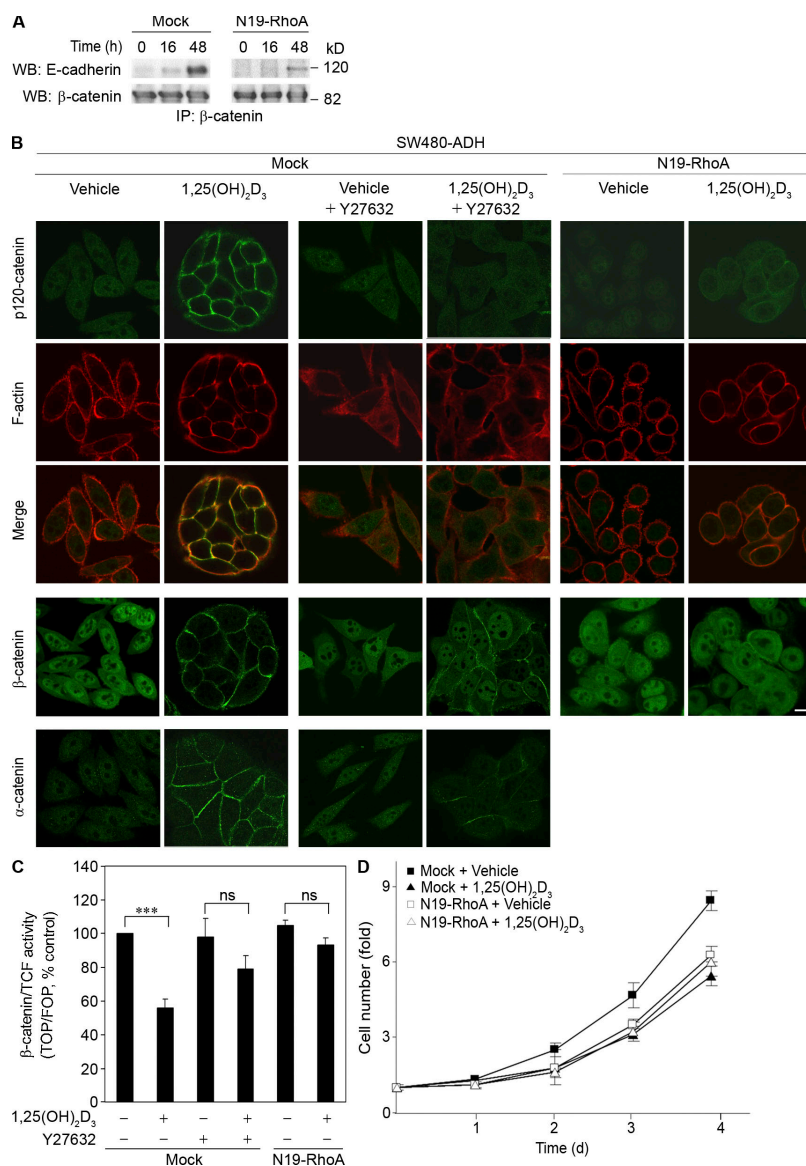 A
Mock N19-RhoA
Time (h) 0 16 48 0 16 48 kD
WB: E-cadherin 120
WB: β-catenin 82
IP: β-catenin
B
SW480-ADH
Mock N19-RhoA
Vehicle 1,25(OH)₂D₃ Vehicle + Y27632 1,25(OH)₂D₃ + Y27632 Vehicle 1,25(OH)₂D₃
p120-catenin
F-actin
Merge
β-catenin
α-catenin
C
β-catenin/TCF activity
(TOP/FOP, % control)
140
120
100
80
60
40
20
0
*** ns ns
1,25(OH)₂D₃ – + – + – +
Y27632 – – + + – –
Mock N19-RhoA
D
Mock + Vehicle
Mock + 1,25(OH)₂D₃
N19-RhoA + Vehicle
N19-RhoA + 1,25(OH)₂D₃
Cell number (fold)
9
6
3
0
1 2 3 4
Time (d)